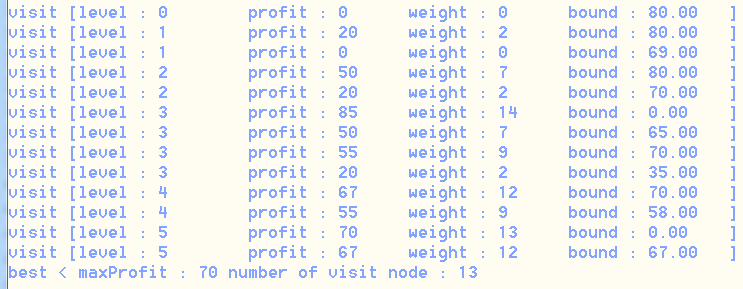 visit [level : 0 profit : 0 weight : 0 bound : 80.00 ]
visit [level : 1 profit : 20 weight : 2 bound : 80.00 ]
visit [level : 1 profit : 0 weight : 0 bound : 69.00 ]
visit [level : 2 profit : 50 weight : 7 bound : 80.00 ]
visit [level : 2 profit : 20 weight : 2 bound : 70.00 ]
visit [level : 3 profit : 85 weight : 14 bound : 0.00 ]
visit [level : 3 profit : 50 weight : 7 bound : 65.00 ]
visit [level : 3 profit : 55 weight : 9 bound : 70.00 ]
visit [level : 3 profit : 20 weight : 2 bound : 35.00 ]
visit [level : 4 profit : 67 weight : 12 bound : 70.00 ]
visit [level : 4 profit : 55 weight : 9 bound : 58.00 ]
visit [level : 5 profit : 70 weight : 13 bound : 0.00 ]
visit [level : 5 profit : 67 weight : 12 bound : 67.00 ]
best < maxProfit : 70 number of visit node : 13